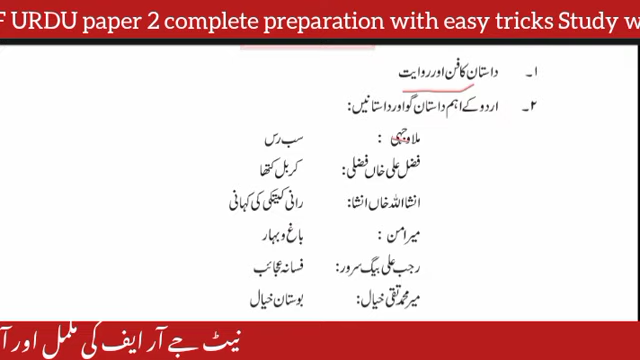 F URDU paper 2 complete preparation with easy tricks Study w
۱۔ داستان کا فن اور روایت
۲۔ اردو کے اہم داستان گو اور داستانیں:
ملا وجہی : سب رس
فضل علی خاں فضلی: کربل کتھا
انشا اللہ خاں انشا: رانی کیتکی کی کہانی
میر امن : باغ و بہار
رجب علی بیگ سرور: فسانہ عجائب
میر محمد تقی خیال: بوستان خیال
نیٹ جے آر ایف کی مکمل اور آ